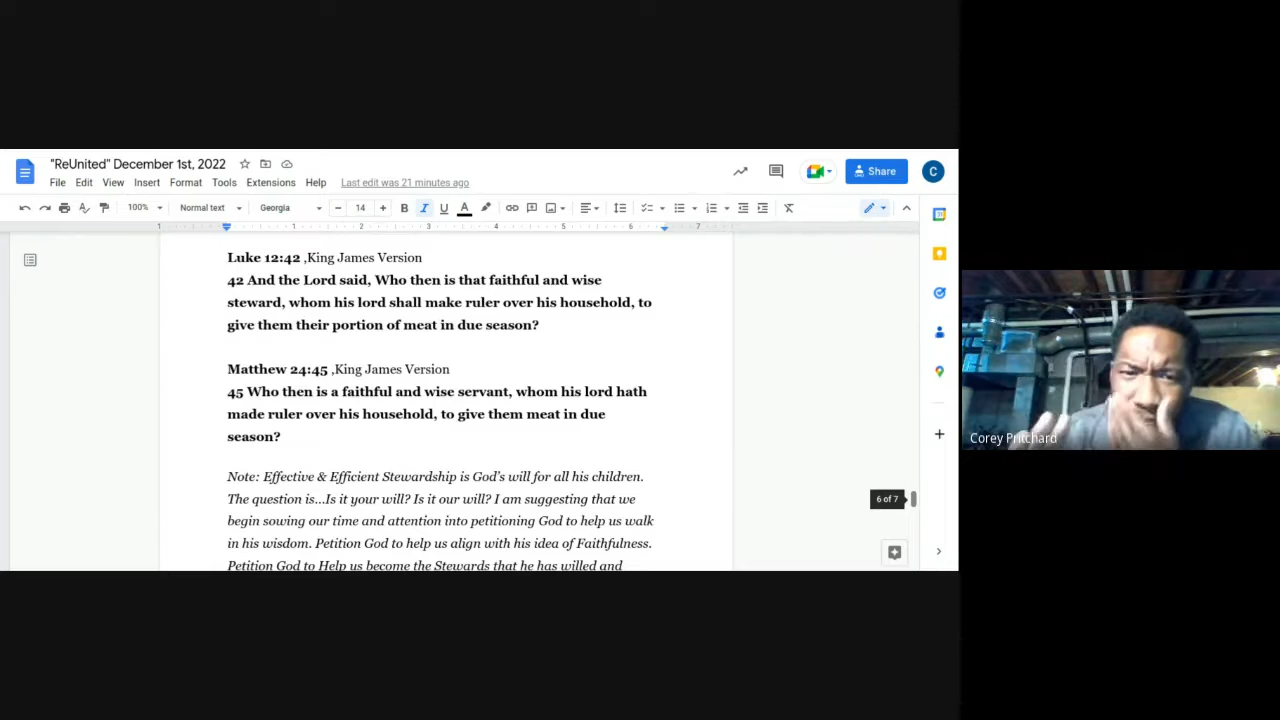 "ReUnited" December 1st, 2022
File Edit View Insert Format Tools Extensions Help Last edit was 21 minutes ago
Share
C
100% Normal text Georgia 14 B I U A
1 1 2 3 4 5 6 7
Luke 12:42 ,King James Version
42 And the Lord said, Who then is that faithful and wise
steward, whom his lord shall make ruler over his household, to
give them their portion of meat in due season?
Matthew 24:45 ,King James Version
45 Who then is a faithful and wise servant, whom his lord hath
made ruler over his household, to give them meat in due
season?
Note: Effective & Efficient Stewardship is God's will for all his children.
The question is...Is it your will? Is it our will? I am suggesting that we
begin sowing our time and attention into petitioning God to help us walk
in his wisdom. Petition God to help us align with his idea of Faithfulness.
Petition God to Help us become the Stewards that he has willed and
6 of 7
Corey Pritchard